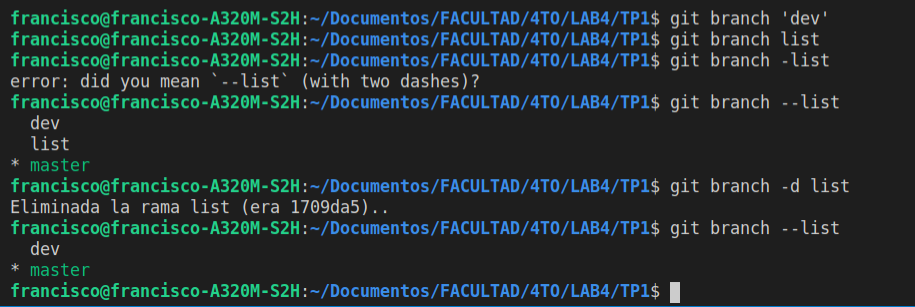 francisco@francisco-A320M-S2H:~/Documentos/FACULTAD/4TO/LAB4/TP1$ git branch 'dev'
francisco@francisco-A320M-S2H:~/Documentos/FACULTAD/4TO/LAB4/TP1$ git branch list
francisco@francisco-A320M-S2H:~/Documentos/FACULTAD/4TO/LAB4/TP1$ git branch -list
error: did you mean `--list` (with two dashes)?
francisco@francisco-A320M-S2H:~/Documentos/FACULTAD/4TO/LAB4/TP1$ git branch --list
  dev
  list
* master
francisco@francisco-A320M-S2H:~/Documentos/FACULTAD/4TO/LAB4/TP1$ git branch -d list
Eliminada la rama list (era 1709da5)..
francisco@francisco-A320M-S2H:~/Documentos/FACULTAD/4TO/LAB4/TP1$ git branch --list
  dev
* master
francisco@francisco-A320M-S2H:~/Documentos/FACULTAD/4TO/LAB4/TP1$